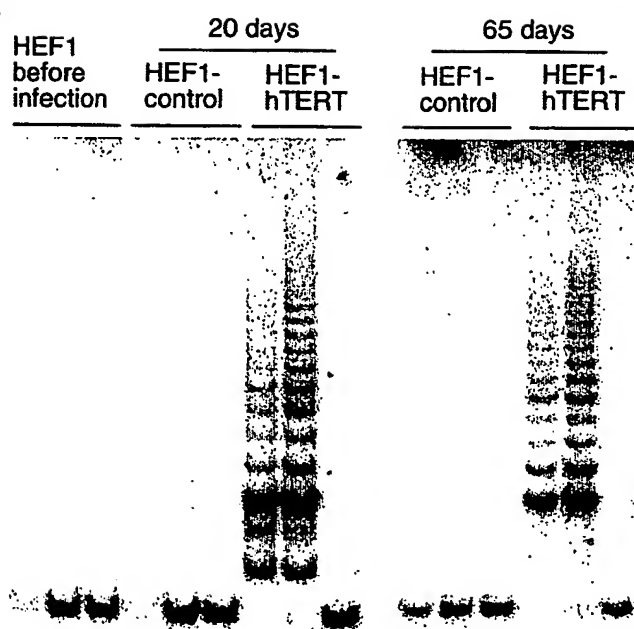 20 days
65 days
HEF1
before
infection
HEF1-
control
HEF1-
hTERT
HEF1-
control
HEF1-
hTERT